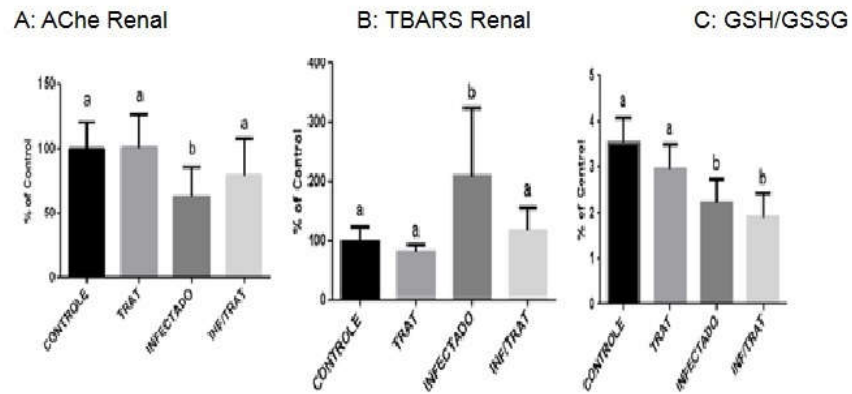 A: AChe Renal
B: TBARS Renal
C: GSH/GSSG
% of Control
150
100
50
0
a
a
b
a
CONTROLE
TRAT
INFECTADO
INF/TRAT
% of Control
400
300
200
100
0
a
a
b
a
CONTROLE
TRAT
INFECTADO
INF/TRAT
% of Control
5
4
3
2
1
0
a
a
b
b
CONTROLE
TRAT
INFECTADO
INF/TRAT